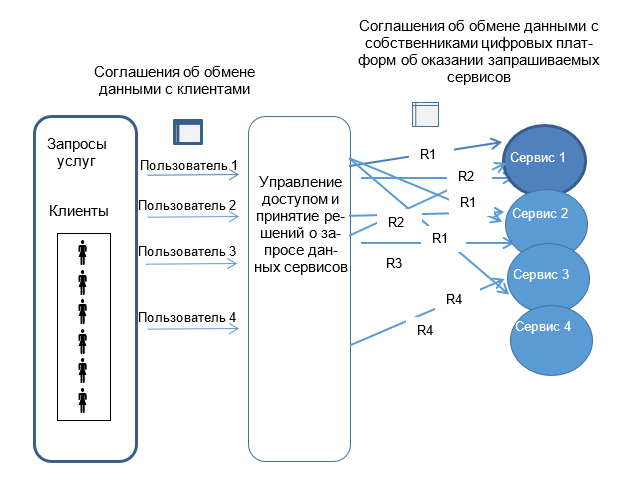 Соглашения об обмене данными с
собственниками цифровых плат-
форм об оказании запрашиваемых
сервисов
Соглашения об обмене
данными с клиентами
Запросы
услуг
Клиенты
Пользователь 1
Пользователь 2
Пользователь 3
Пользователь 4
Управление
доступом и
принятие ре-
шений о за-
просе дан-
ных сервисов
R1
R2
R1
R2
R1
R3
R4
R4
Сервис 1
Сервис 2
Сервис 3
Сервис 4